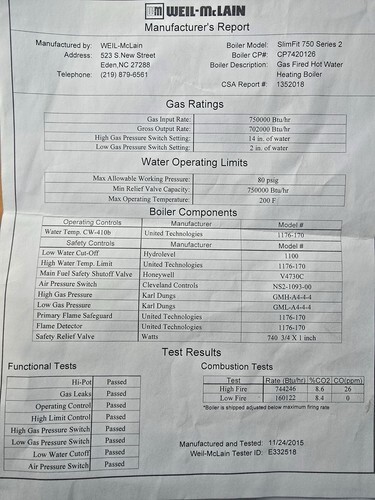 WEIL-McLAIN
Manufacturer's Report
Manufactured by: WEIL-McLain
Address: 523 S.New Street
Eden,NC 27288
Telephone: (219) 879-6561
Boiler Model: SlimFit 750 Series 2
Boiler CP#: CP7420126
Boiler Description: Gas Fired Hot Water
Heating Boiler
CSA Report #: 1352018
Gas Ratings
Gas Input Rate: 750000 Btu/hr
Gross Output Rate: 702000 Btu/hr
High Gas Pressure Switch Setting: 14 in. of water
Low Gas Pressure Switch Setting: 2 in. of water
Water Operating Limits
Max Allowable Working Pressure: 80 psig
Min Relief Valve Capacity: 750000 Btu/hr
Max Operating Temperature: 200 F
Boiler Components
Operating Controls Manufacturer Model #
Water Temp. CW-410b United Technologies 1176-170
Safety Controls Manufacturer Model #
Low Water Cut-Off Hydrolevel 1100
High Water Temp. Limit United Technologies 1176-170
Main Fuel Safety Shutoff Valve Honeywell V4730C
Air Pressure Switch Cleveland Controls NS2-1093-00
High Gas Pressure Karl Dungs GMH-A4-4-4
Low Gas Pressure Karl Dungs GML-A4-4-4
Primary Flame Safeguard United Technologies 1176-170
Flame Detector United Technologies 1176-170
Safety Relief Valve Watts 740 3/4 X 1 inch
Test Results
Functional Tests
Hi-Pot Passed
Gas Leaks Passed
Operating Control Passed
High Limit Control Passed
High Gas Pressure Switch Passed
Low Gas Pressure Switch Passed
Low Water Cutoff Passed
Air Pressure Switch Passed
Combustion Tests
Test Rate (Btu/hr) %CO2 CO(ppm)
High Fire 744246 8.6 26
Low Fire 160122 8.4 0
*Boiler is shipped adjusted below maximum firing rate
Manufactured and Tested: 11/24/2015
Weil-McLain Tester ID: E332518